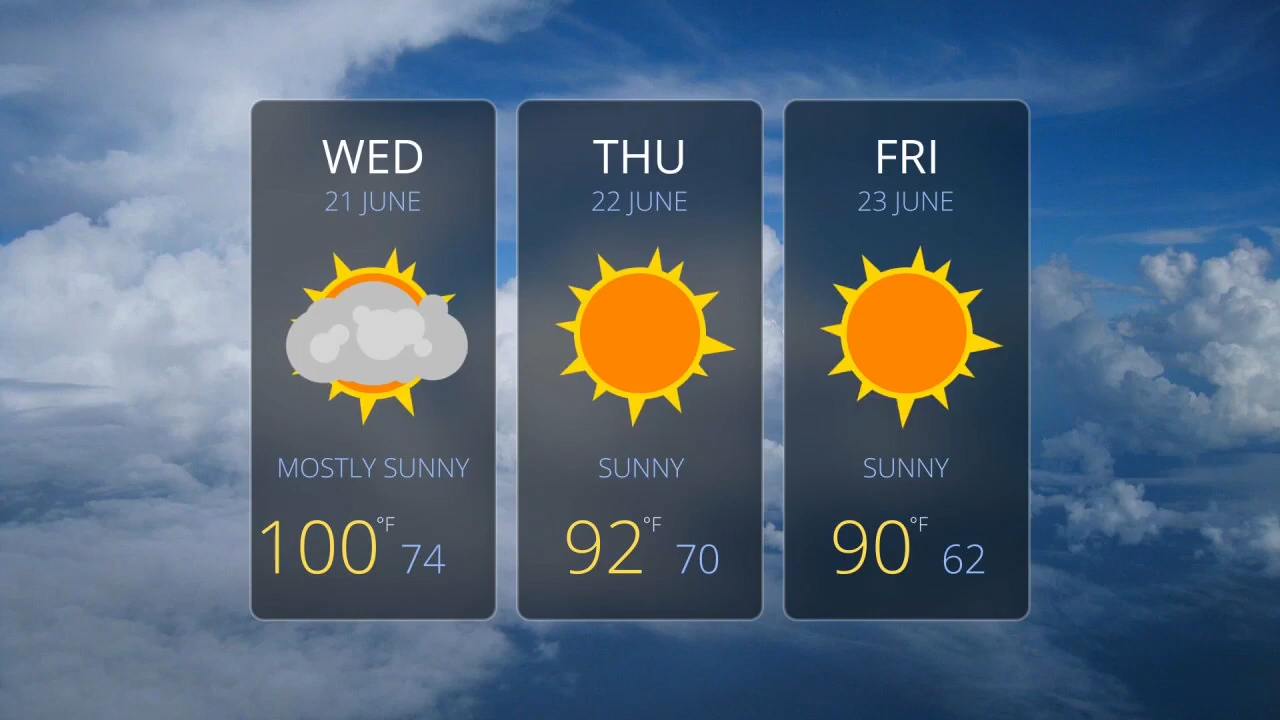 WED
21 JUNE
MOSTLY SUNNY
100°F 74
THU
22 JUNE
SUNNY
92°F 70
FRI
23 JUNE
SUNNY
90°F 62